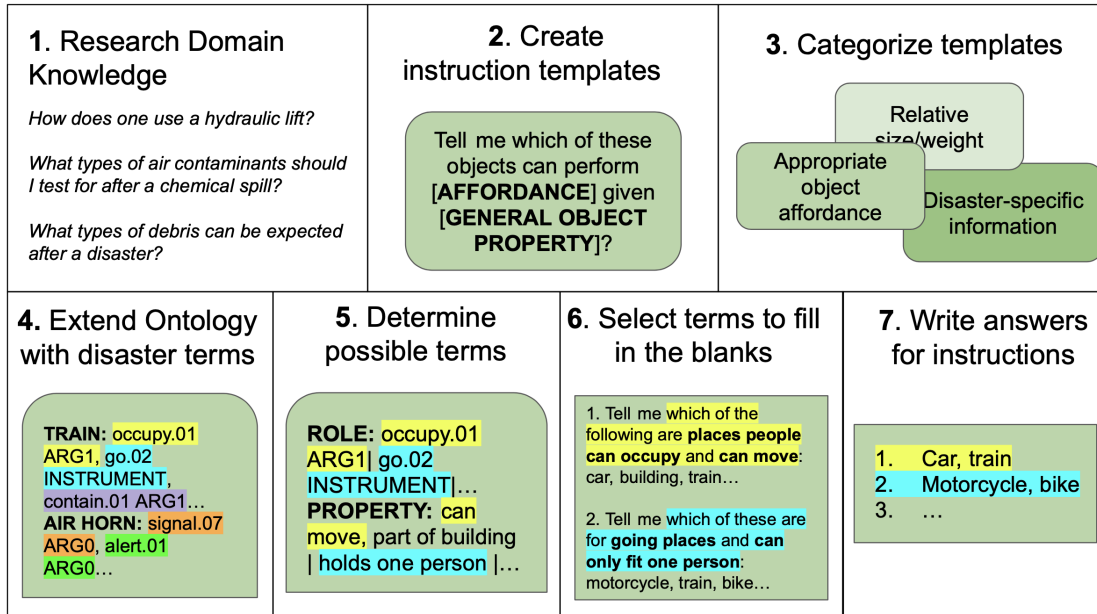 1. Research Domain
Knowledge
How does one use a hydraulic lift?
What types of air contaminants should
I test for after a chemical spill?
What types of debris can be expected
after a disaster?
2. Create
instruction templates
Tell me which of these
objects can perform
[AFFORDANCE] given
[GENERAL OBJECT
PROPERTY]?
3. Categorize templates
Relative
size/weight
Appropriate
object
affordance
Disaster-specific
information
4. Extend Ontology
with disaster terms
TRAIN: occupy.01
ARG1, go.02
INSTRUMENT,
contain.01 ARG1...
AIR HORN: signal.07
ARG0, alert.01
ARG0...
5. Determine
possible terms
ROLE: occupy.01
ARG1| go.02
INSTRUMENT|...
PROPERTY: can
move, part of building
| holds one person |...
6. Select terms to fill
in the blanks
1. Tell me which of the
following are places people
can occupy and can move:
car, building, train...
2. Tell me which of these are
for going places and can
only fit one person:
motorcycle, train, bike...
7. Write answers
for instructions
1. Car, train
2. Motorcycle, bike
3. ...